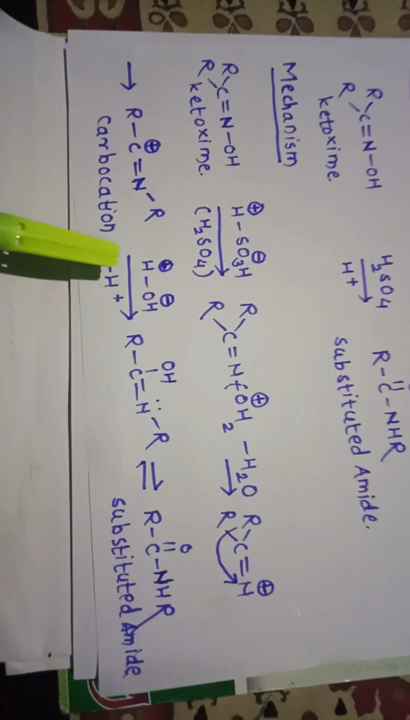 R
C=N-OH H₂SO₄ → O
R H+ R-C-NHR
ketoxime. substituted Amide.
Mechanism
R ⊕ ⊖ R ⊕ R ⊕
C=N-OH H-SO₃H → C=N-OH₂ -H₂O → C=N
R (H₂SO₄) R R
ketoxime.
⊕ ⊕ ⊖ OH O
→ R-C=N-R H-OH → R-C=N-R ⇌ R-C-NHR
carbocation -H+ substituted Amide